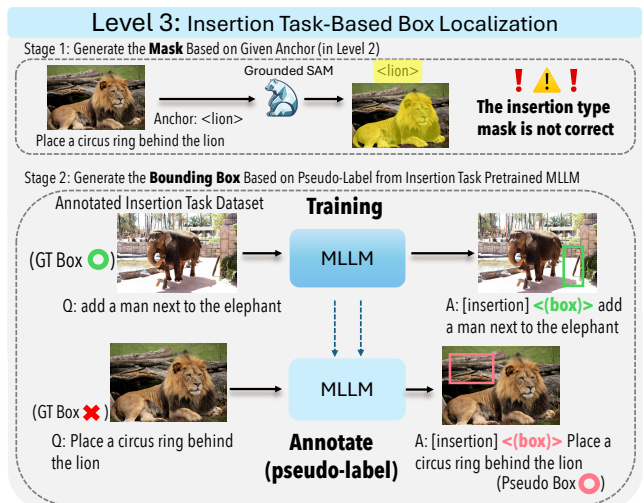 Level 3: Insertion Task-Based Box Localization
Stage 1: Generate the Mask Based on Given Anchor (in Level 2)
Grounded SAM
<lion>
Anchor: <lion>
Place a circus ring behind the lion
The insertion type
mask is not correct
Stage 2: Generate the Bounding Box Based on Pseudo-Label from Insertion Task Pretrained MLLM
Annotated Insertion Task Dataset
Training
(GT Box )
MLLM
Q: add a man next to the elephant
A: [insertion] <(box)> add
a man next to the elephant
(GT Box )
MLLM
Q: Place a circus ring behind
the lion
Annotate
(pseudo-label)
A: [insertion] <(box)> Place a
circus ring behind the lion
(Pseudo Box )